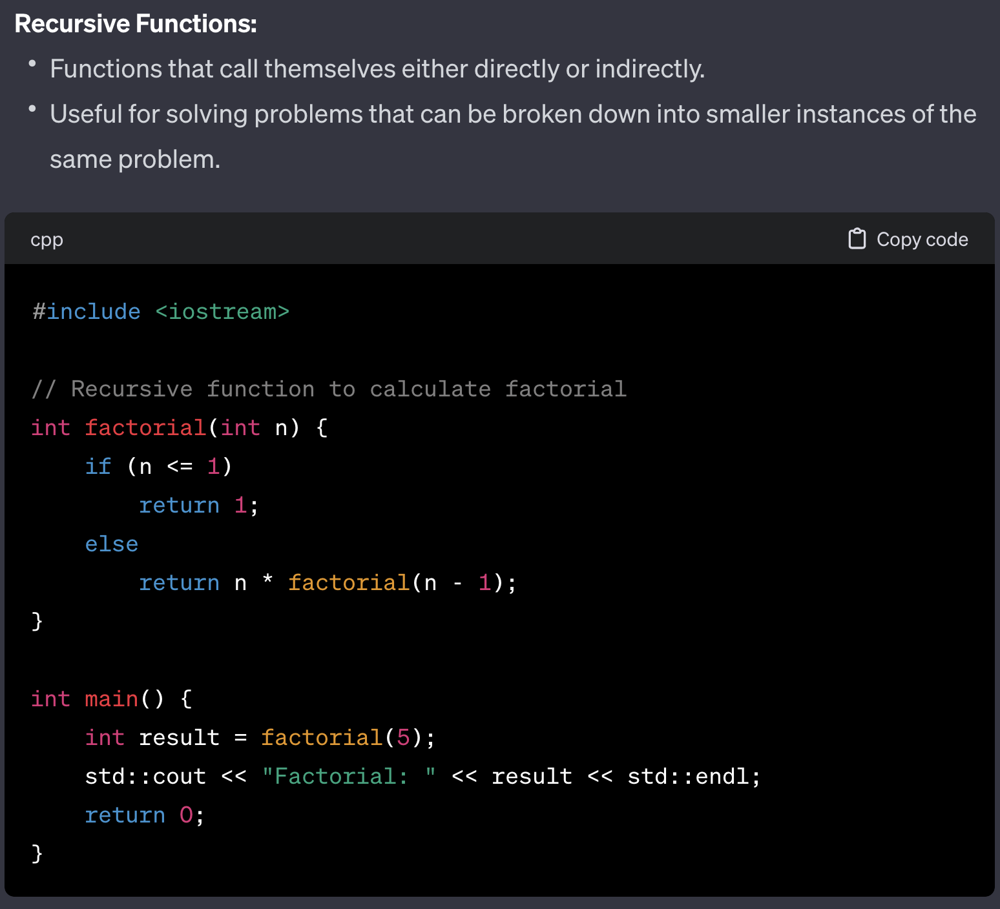 Recursive Functions:
• Functions that call themselves either directly or indirectly.
• Useful for solving problems that can be broken down into smaller instances of the
same problem.
cpp
Copy code
#include <iostream>
// Recursive function to calculate factorial
int factorial(int n) {
    if (n <= 1)
        return 1;
    else
        return n * factorial(n - 1);
}
int main() {
    int result = factorial(5);
    std::cout << "Factorial: " << result << std::endl;
    return 0;
}